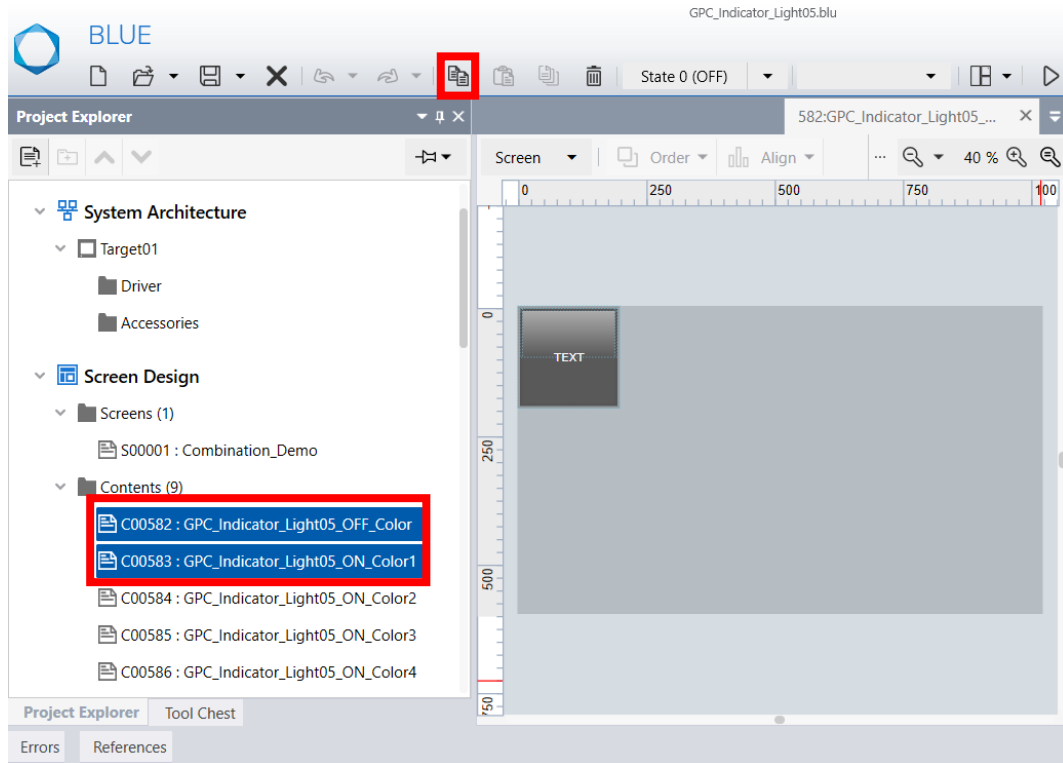 GPC_Indicator_Light05.blu
BLUE
State 0 (OFF)
Project Explorer
582:GPC_Indicator_Light05_...
Screen
Order
Align
...
40 %
0 250 500 750 100
System Architecture
Target01
Driver
Accessories
Screen Design
Screens (1)
S00001 : Combination_Demo
Contents (9)
C00582 : GPC_Indicator_Light05_OFF_Color
C00583 : GPC_Indicator_Light05_ON_Color1
C00584 : GPC_Indicator_Light05_ON_Color2
C00585 : GPC_Indicator_Light05_ON_Color3
C00586 : GPC_Indicator_Light05_ON_Color4
0
TEXT
250
500
750
Project Explorer Tool Chest
Errors References